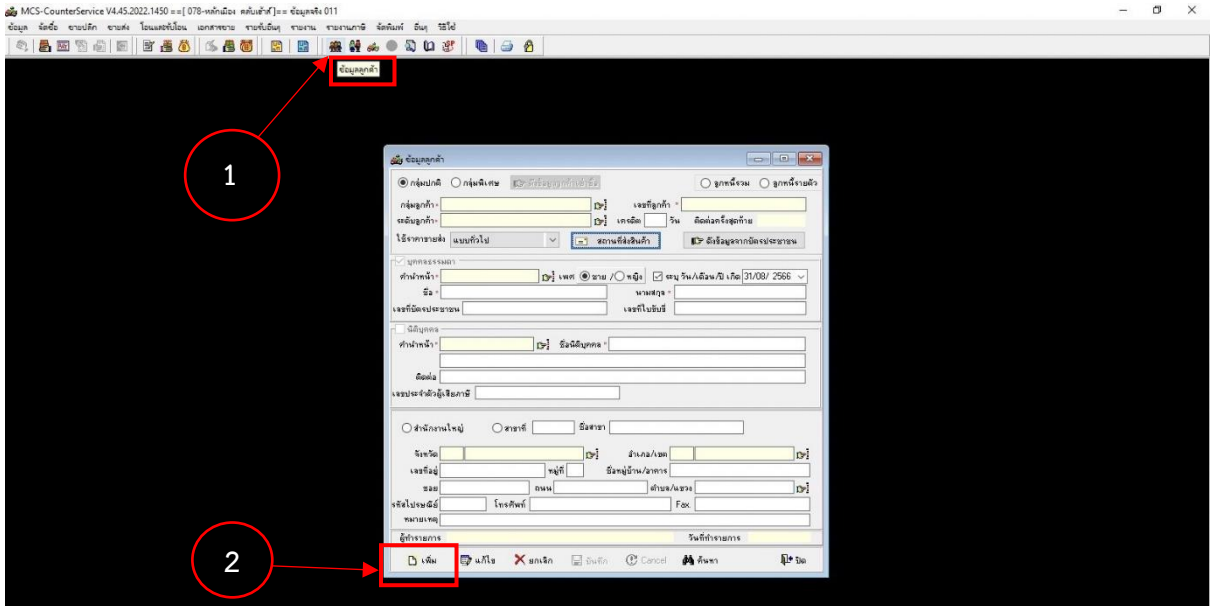 MCS-CounterService V4.45.2022.1450 ==[ 078-หลักเมือง คลับเฮ้าส์ ]== ข้อมูลจริง 011
ข้อมูล จัดซื้อ ขายปลีก ขายส่ง โอนและรับโอน เอกสารขาย รายรับอื่นๆ รายงาน รายงานภาษี จัดพิมพ์ อื่นๆ วิธีใช้
ข้อมูลลูกค้า
1
ข้อมูลลูกค้า
กลุ่มปกติ กลุ่มพิเศษ ลูกหนี้รวม ลูกหนี้รายตัว
กลุ่มลูกค้า* เลขที่ลูกค้า *
ระดับลูกค้า* เครดิต วัน ติดต่อครั้งสุดท้าย
ใช้ราคาขายส่ง แบบทั่วไป สถานที่ส่งสินค้า ดึงข้อมูลจากบัตรประชาชน
บุคคลธรรมดา
คำนำหน้า* เพศ ชาย / หญิง ระบุ วัน/เดือน/ปี เกิด 31/08/ 2566
ชื่อ * นามสกุล *
เลขที่บัตรประชาชน เลขที่ใบขับขี่
นิติบุคคล
คำนำหน้า* ชื่อนิติบุคคล *
ติดต่อ
เลขประจำตัวผู้เสียภาษี
สำนักงานใหญ่ สาขาที่ ชื่อสาขา
จังหวัด อำเภอ/เขต
เลขที่อยู่ หมู่ที่ ชื่อหมู่บ้าน/อาคาร
ซอย ถนน ตำบล/แขวง
รหัสไปรษณีย์ โทรศัพท์ Fax
หมายเหตุ
ผู้ทำรายการ วันที่ทำรายการ
2
เพิ่ม แก้ไข ยกเลิก บันทึก Cancel ค้นหา ปิด